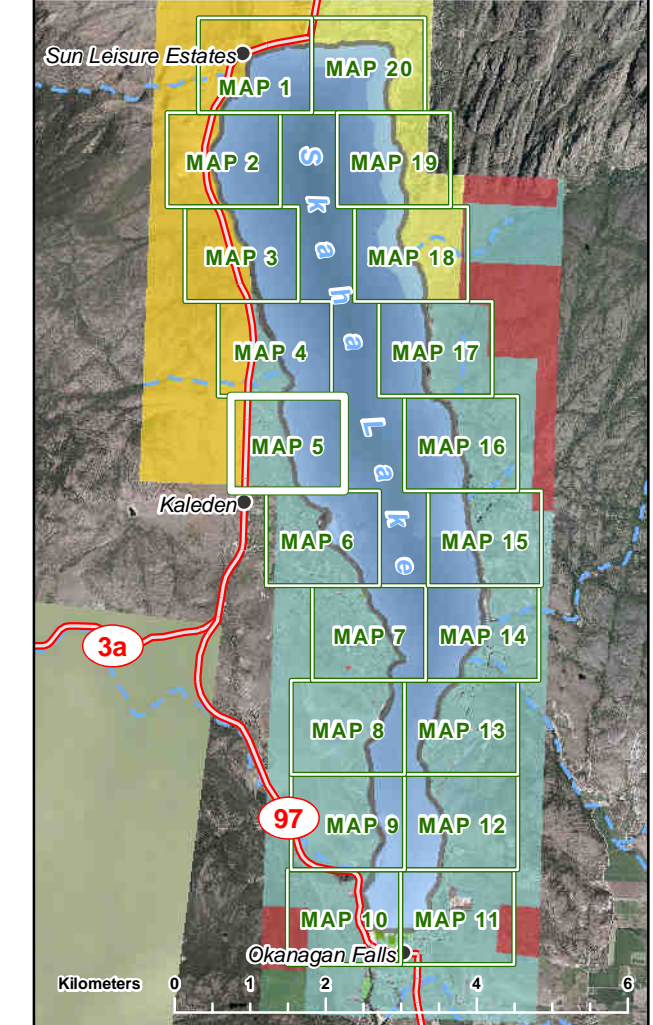 Sun Leisure Estates
MAP 1
MAP 20
MAP 2
MAP 19
MAP 3
MAP 18
MAP 4
MAP 17
MAP 5
MAP 16
Skaha Lake
Kaleden
MAP 6
MAP 15
3a
MAP 7
MAP 14
MAP 8
MAP 13
97
MAP 9
MAP 12
MAP 10
MAP 11
Okanagan Falls
Kilometers 0 1 2 4 6